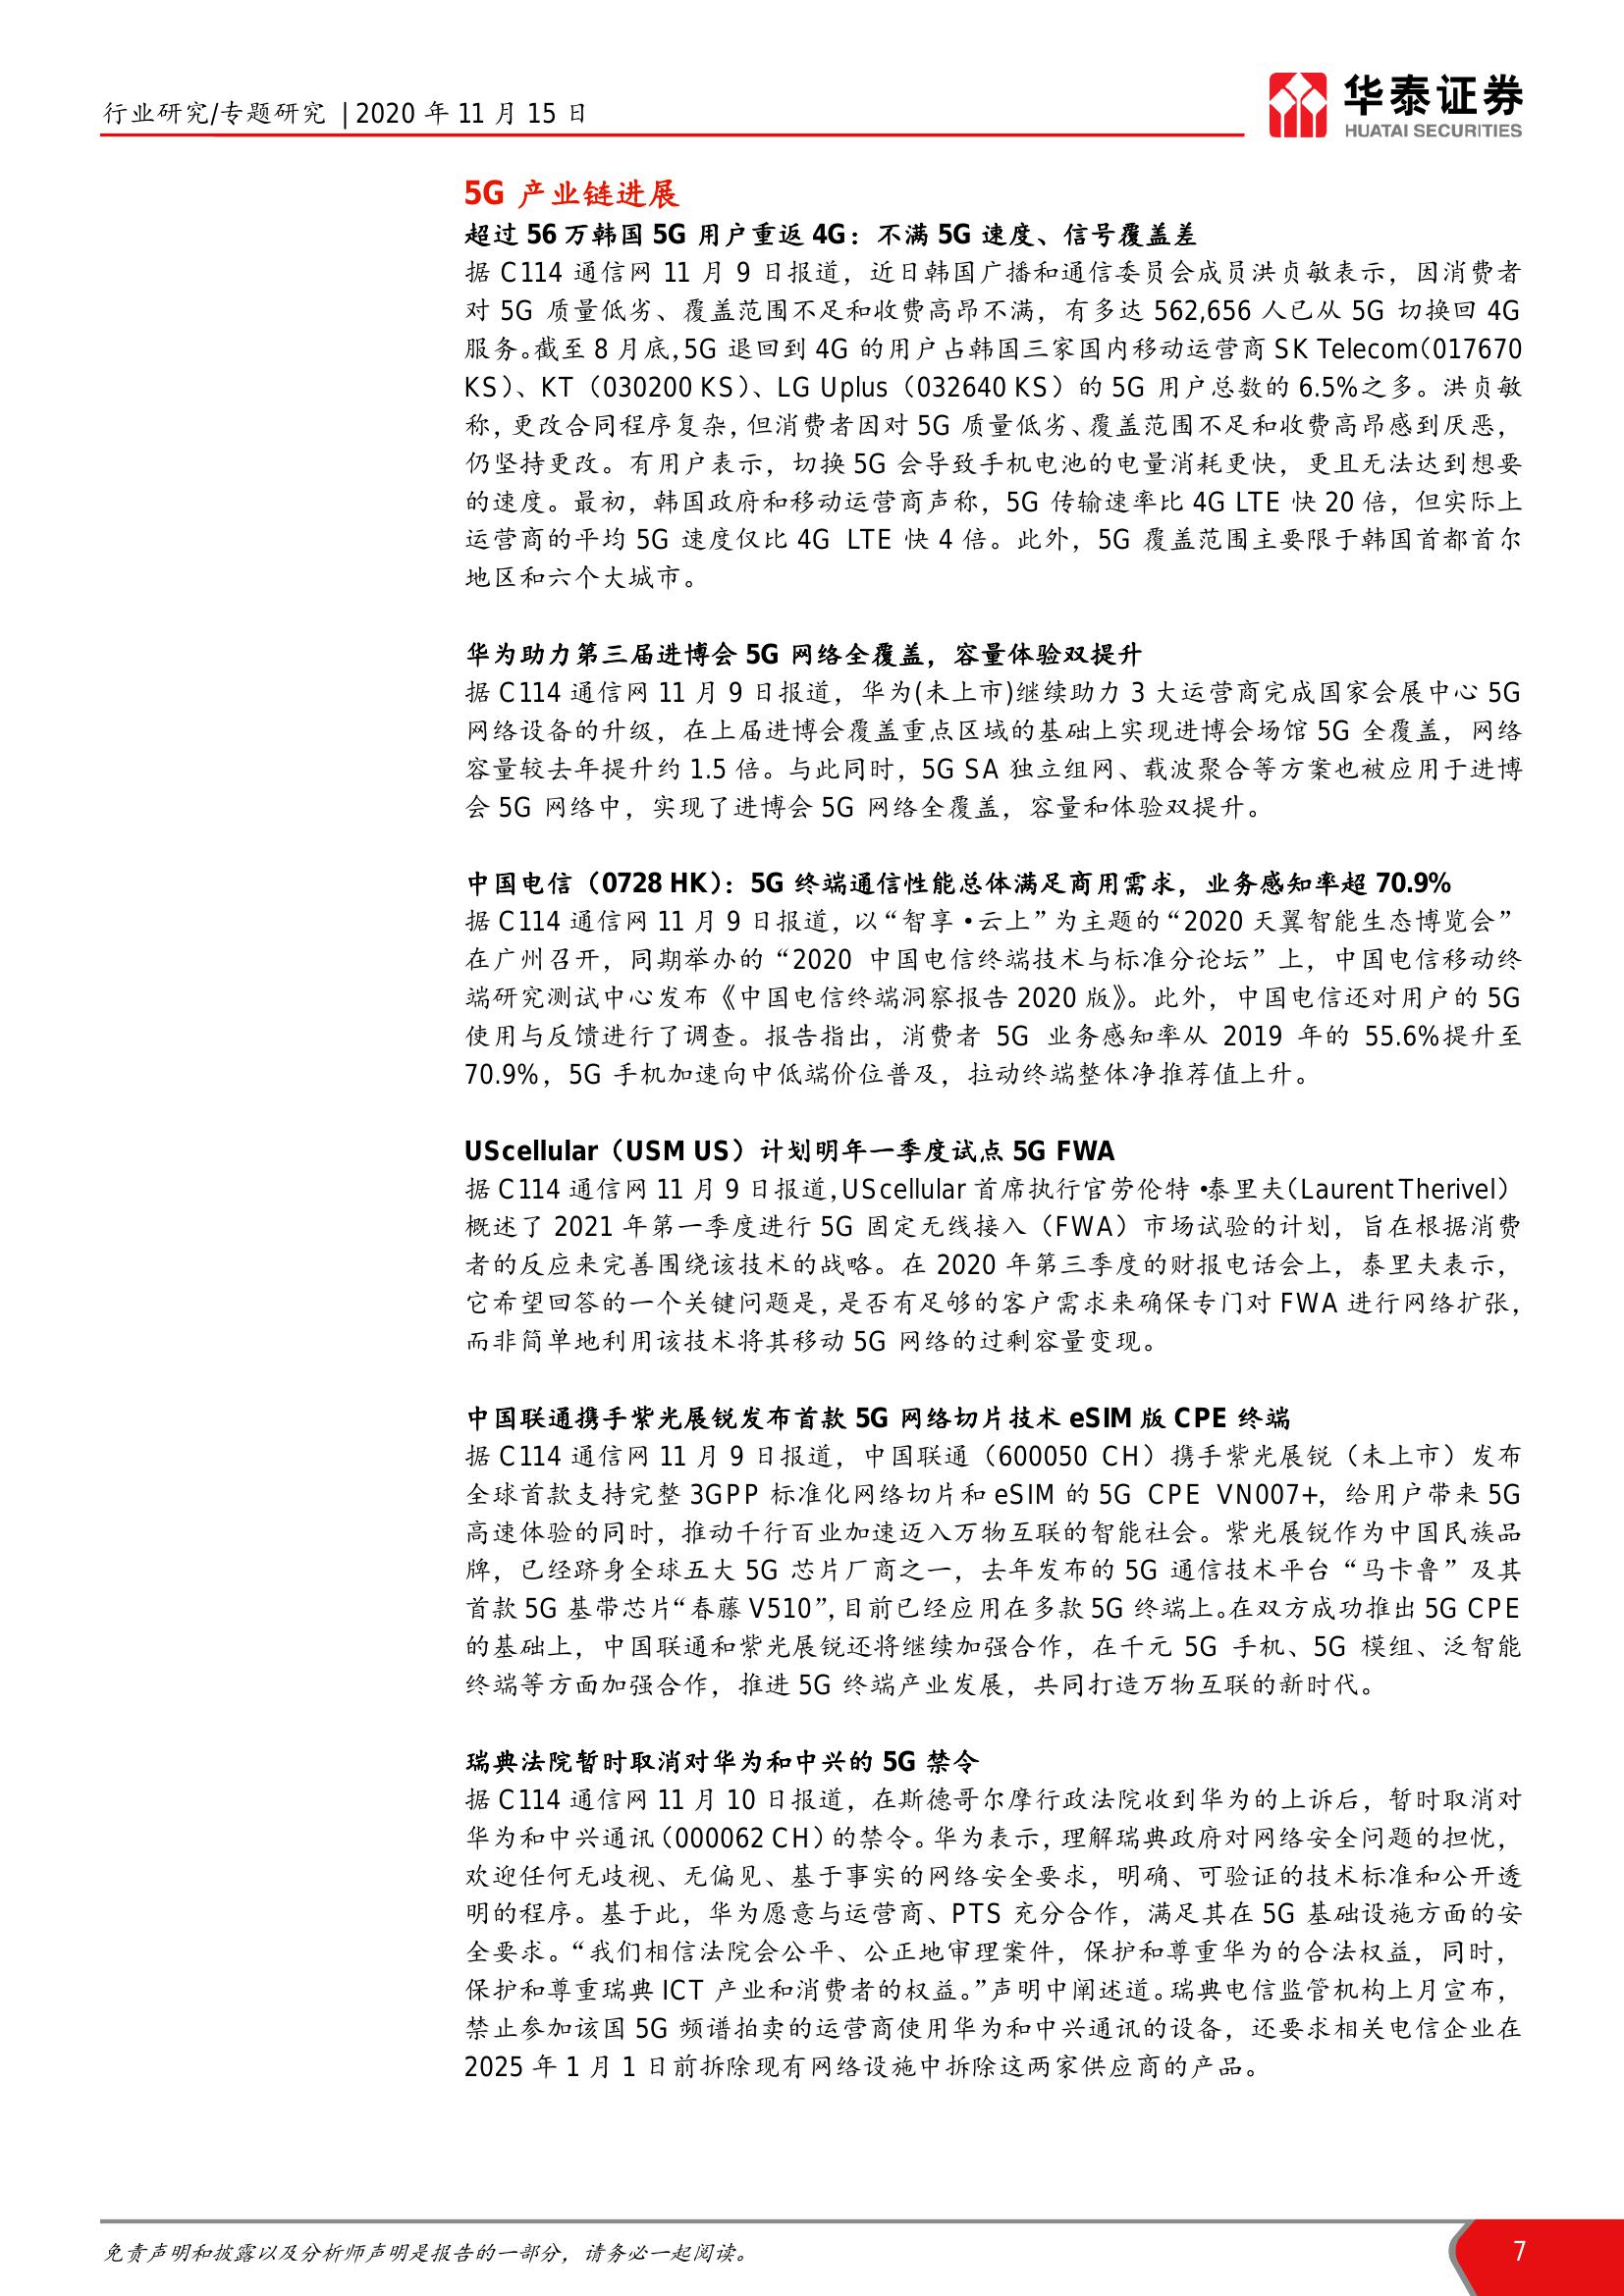 行业研究/专题研究 | 2020 年 11 月 15 日
华泰证券
HUATAI SECURITIES
5G 产业链进展
超过 56 万韩国 5G 用户重返 4G：不满 5G 速度、信号覆盖差
据 C114 通信网 11 月 9 日报道，近日韩国广播和通信委员会成员洪贞敏表示，因消费者
对 5G 质量低劣、覆盖范围不足和收费高昂不满，有多达 562,656 人已从 5G 切换回 4G
服务。截至 8 月底，5G 退回到 4G 的用户占韩国三家国内移动运营商 SK Telecom（017670
KS）、KT（030200 KS）、LG Uplus（032640 KS）的 5G 用户总数的 6.5%之多。洪贞敏
称，更改合同程序复杂，但消费者因对 5G 质量低劣、覆盖范围不足和收费高昂感到厌恶，
仍坚持更改。有用户表示，切换 5G 会导致手机电池的电量消耗更快，更且无法达到想要
的速度。最初，韩国政府和移动运营商声称，5G 传输速率比 4G LTE 快 20 倍，但实际上
运营商的平均 5G 速度仅比 4G LTE 快 4 倍。此外，5G 覆盖范围主要限于韩国首都首尔
地区和六个大城市。
华为助力第三届进博会 5G 网络全覆盖，容量体验双提升
据 C114 通信网 11 月 9 日报道，华为(未上市)继续助力 3 大运营商完成国家会展中心 5G
网络设备的升级，在上届进博会覆盖重点区域的基础上实现进博会场馆 5G 全覆盖，网络
容量较去年提升约 1.5 倍。与此同时，5G SA 独立组网、载波聚合等方案也被应用于进博
会 5G 网络中，实现了进博会 5G 网络全覆盖，容量和体验双提升。
中国电信（0728 HK）：5G 终端通信性能总体满足商用需求，业务感知率超 70.9%
据 C114 通信网 11 月 9 日报道，以“智享•云上”为主题的“2020 天翼智能生态博览会”
在广州召开，同期举办的“2020 中国电信终端技术与标准分论坛”上，中国电信移动终
端研究测试中心发布《中国电信终端洞察报告 2020 版》。此外，中国电信还对用户的 5G
使用与反馈进行了调查。报告指出，消费者 5G 业务感知率从 2019 年的 55.6%提升至
70.9%，5G 手机加速向中低端价位普及，拉动终端整体净推荐值上升。
UScellular（USM US）计划明年一季度试点 5G FWA
据 C114 通信网 11 月 9 日报道，UScellular 首席执行官劳伦特•泰里夫（Laurent Therivel）
概述了 2021 年第一季度进行 5G 固定无线接入（FWA）市场试验的计划，旨在根据消费
者的反应来完善围绕该技术的战略。在 2020 年第三季度的财报电话会上，泰里夫表示，
它希望回答的一个关键问题是，是否有足够的客户需求来确保专门对 FWA 进行网络扩张，
而非简单地利用该技术将其移动 5G 网络的过剩容量变现。
中国联通携手紫光展锐发布首款 5G 网络切片技术 eSIM 版 CPE 终端
据 C114 通信网 11 月 9 日报道，中国联通（600050 CH）携手紫光展锐（未上市）发布
全球首款支持完整 3GPP 标准化网络切片和 eSIM 的 5G CPE VN007+，给用户带来 5G
高速体验的同时，推动千行百业加速迈入万物互联的智能社会。紫光展锐作为中国民族品
牌，已经跻身全球五大 5G 芯片厂商之一，去年发布的 5G 通信技术平台“马卡鲁”及其
首款 5G 基带芯片“春藤 V510”，目前已经应用在多款 5G 终端上。在双方成功推出 5G CPE
的基础上，中国联通和紫光展锐还将继续加强合作，在千元 5G 手机、5G 模组、泛智能
终端等方面加强合作，推进 5G 终端产业发展，共同打造万物互联的新时代。
瑞典法院暂时取消对华为和中兴的 5G 禁令
据 C114 通信网 11 月 10 日报道，在斯德哥尔摩行政法院收到华为的上诉后，暂时取消对
华为和中兴通讯（000062 CH）的禁令。华为表示，理解瑞典政府对网络安全问题的担忧，
欢迎任何无歧视、无偏见、基于事实的网络安全要求，明确、可验证的技术标准和公开透
明的程序。基于此，华为愿意与运营商、PTS 充分合作，满足其在 5G 基础设施方面的安
全要求。“我们相信法院会公平、公正地审理案件，保护和尊重华为的合法权益，同时，
保护和尊重瑞典 ICT 产业和消费者的权益。”声明中阐述道。瑞典电信监管机构上月宣布，
禁止参加该国 5G 频谱拍卖的运营商使用华为和中兴通讯的设备，还要求相关电信企业在
2025 年 1 月 1 日前拆除现有网络设施中拆除这两家供应商的产品。
免责声明和披露以及分析师声明是报告的一部分，请务必一起阅读。
7